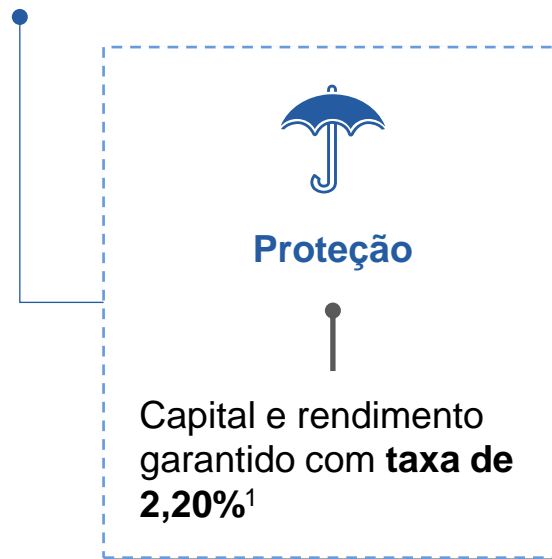 Proteção
Capital e rendimento
garantido com taxa de
2,20%¹